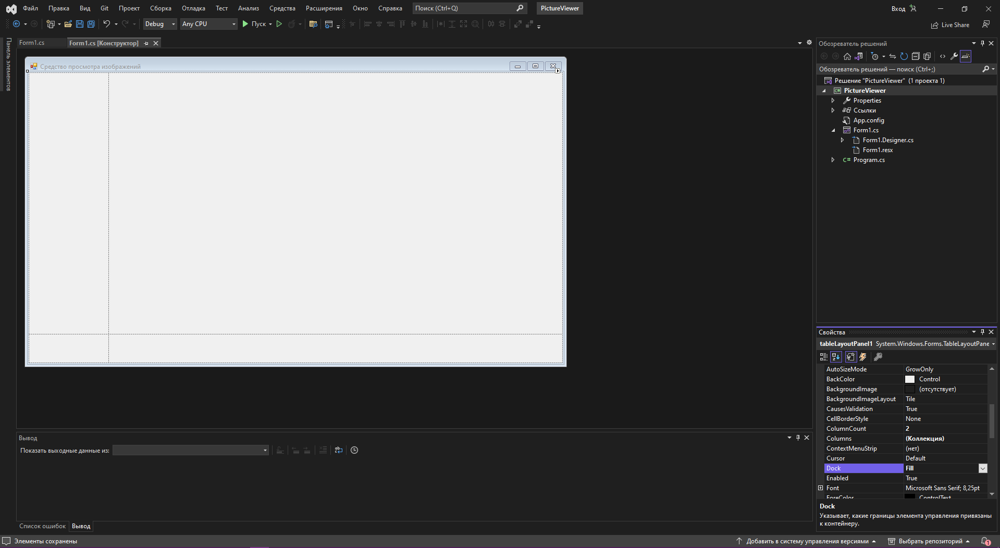 Файл Правка Вид Git Проект Сборка Отладка Тест Анализ Средства Расширения Окно Справка Поиск (Ctrl+Q) PictureViewer Вход
Debug Any CPU Пуск Live Share
Панель элементов
Form1.cs Form1.cs [Конструктор]
Средство просмотра изображений
Вывод
Показать выходные данные из:
Список ошибок Вывод
Обозреватель решений
Обозреватель решений — поиск (Ctrl+;)
Решение "PictureViewer" (1 проекта 1)
C# PictureViewer
Properties
Ссылки
App.config
Form1.cs
Form1.Designer.cs
Form1.resx
C# Program.cs
Свойства
tableLayoutPanel1 System.Windows.Forms.TableLayoutPane
AutoSizeMode GrowOnly
BackColor Control
BackgroundImage (отсутствует)
BackgroundImageLayout Tile
CausesValidation True
CellBorderStyle None
ColumnCount 2
Columns (Коллекция)
ContextMenuStrip (нет)
Cursor Default
Dock Fill
Enabled True
Font Microsoft Sans Serif; 8,25pt
ForeColor ControlText
Dock
Указывает, какие границы элемента управления привязаны
к контейнеру.
Элементы сохранены Добавить в систему управления версиями Выбрать репозиторий 1